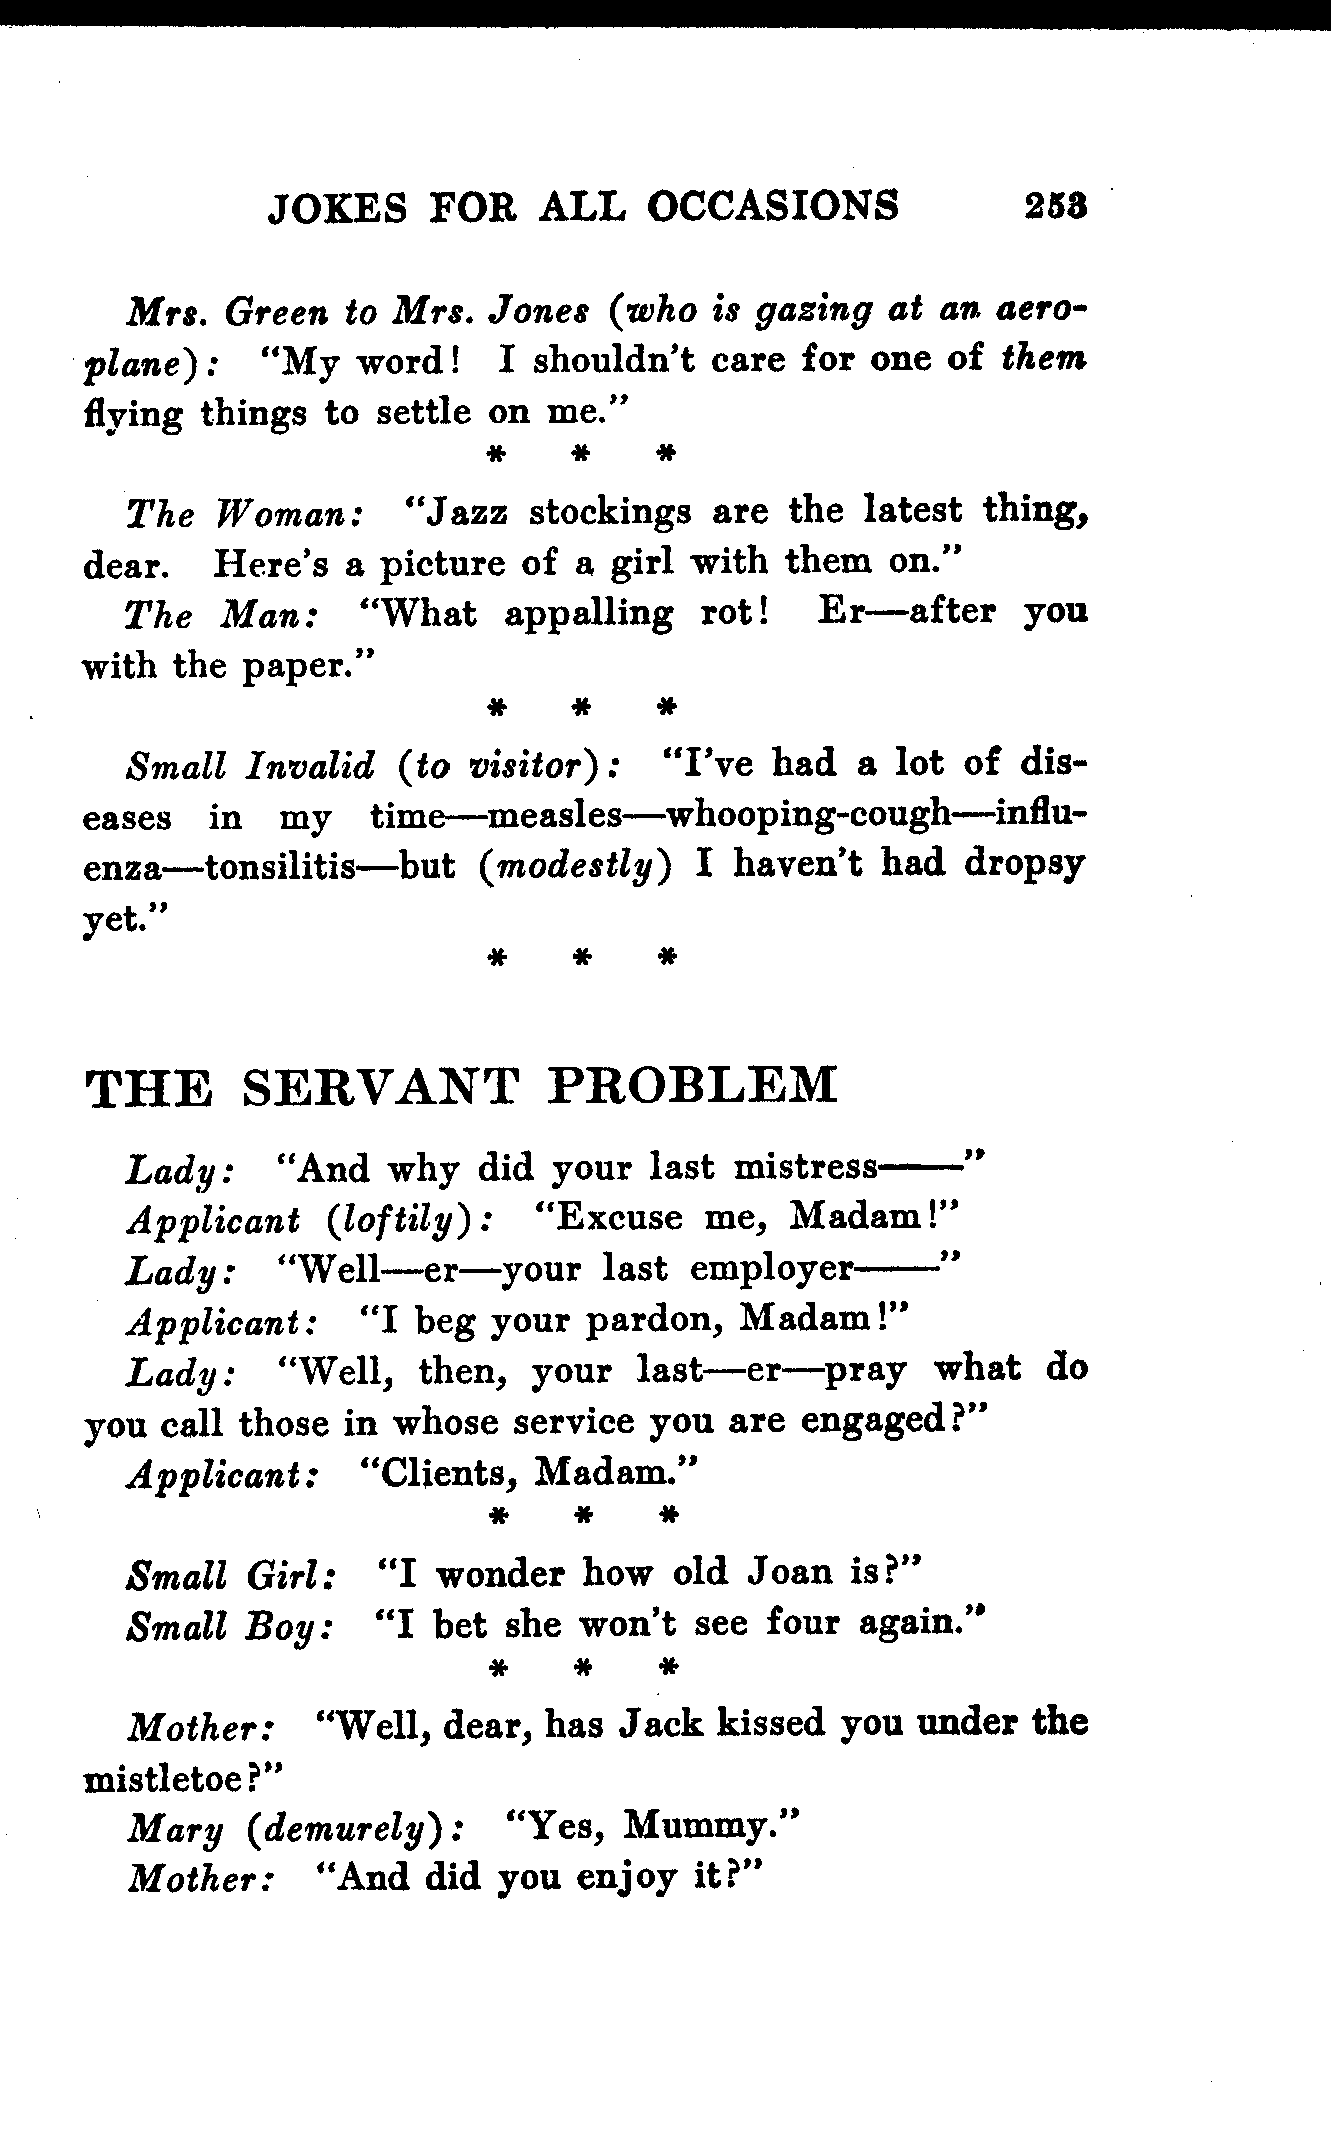 JOKES FOR ALL OCCASIONS 253
Mrs. Green to Mrs. Jones (who is gazing at an aero-
plane): "My word! I shouldn't care for one of them
flying things to settle on me."
* * *
The Woman: "Jazz stockings are the latest thing,
dear. Here's a picture of a girl with them on."
The Man: "What appalling rot! Er—after you
with the paper."
* * *
Small Invalid (to visitor): "I've had a lot of dis-
eases in my time—measles—whooping-cough—influ-
enza—tonsilitis—but (modestly) I haven't had dropsy
yet."
* * *
THE SERVANT PROBLEM
Lady: "And why did your last mistress——"
Applicant (loftily): "Excuse me, Madam!"
Lady: "Well—er—your last employer——"
Applicant: "I beg your pardon, Madam!"
Lady: "Well, then, your last—er—pray what do
you call those in whose service you are engaged?"
Applicant: "Clients, Madam."
* * *
Small Girl: "I wonder how old Joan is?"
Small Boy: "I bet she won't see four again."
* * *
Mother: "Well, dear, has Jack kissed you under the
mistletoe?"
Mary (demurely): "Yes, Mummy."
Mother: "And did you enjoy it?"